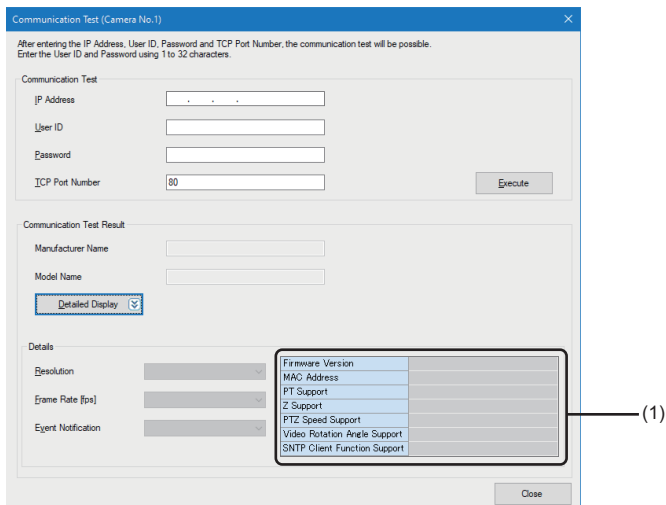 Communication Test (Camera No.1)
After entering the IP Address, User ID, Password and TCP Port Number, the communication test will be possible.
Enter the User ID and Password using 1 to 32 characters.
Communication Test
IP Address . . .
User ID
Password
TCP Port Number 80 Execute
Communication Test Result
Manufacturer Name
Model Name
Detailed Display
Details
Resolution
Frame Rate [fps]
Event Notification
Firmware Version
MAC Address
PT Support
Z Support
PTZ Speed Support
Video Rotation Angle Support
SNTP Client Function Support
(1)
Close